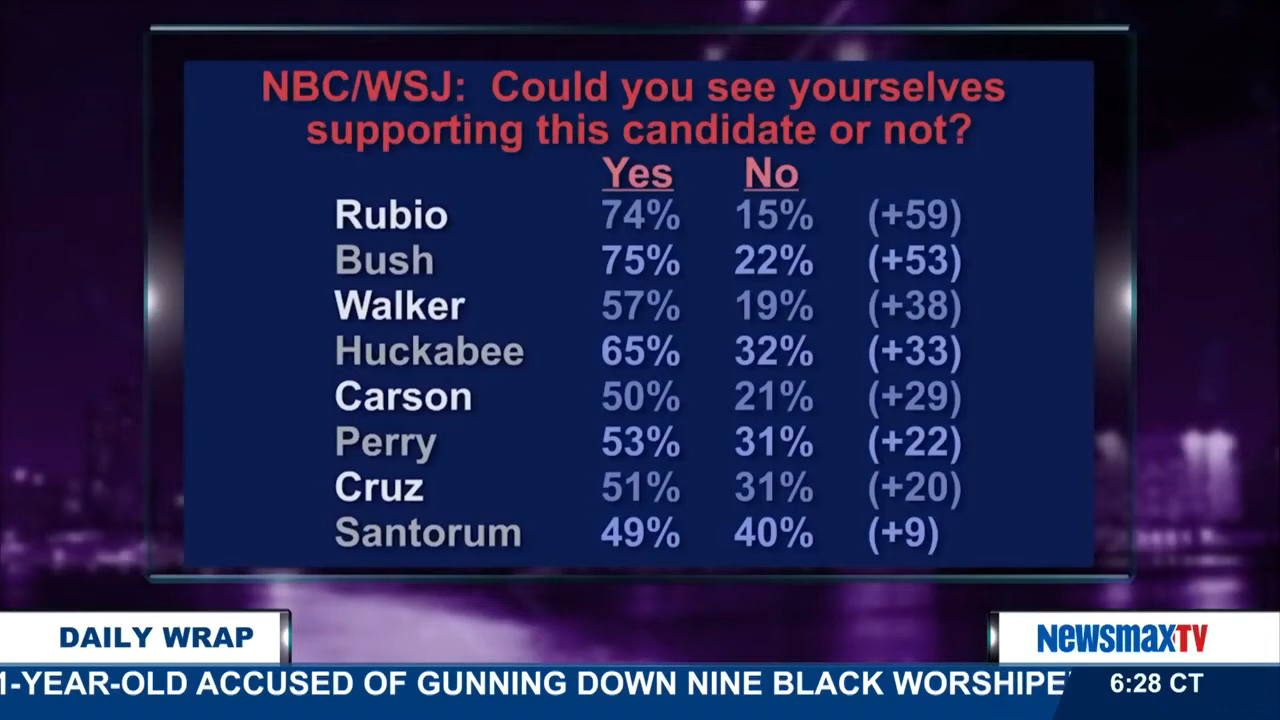 NBC/WSJ: Could you see yourselves
supporting this candidate or not?
Yes No
Rubio 74% 15% (+59)
Bush 75% 22% (+53)
Walker 57% 19% (+38)
Huckabee 65% 32% (+33)
Carson 50% 21% (+29)
Perry 53% 31% (+22)
Cruz 51% 31% (+20)
Santorum 49% 40% (+9)
DAILY WRAP
NEWSMAXTV
1-YEAR-OLD ACCUSED OF GUNNING DOWN NINE BLACK WORSHIPE
6:28 CT